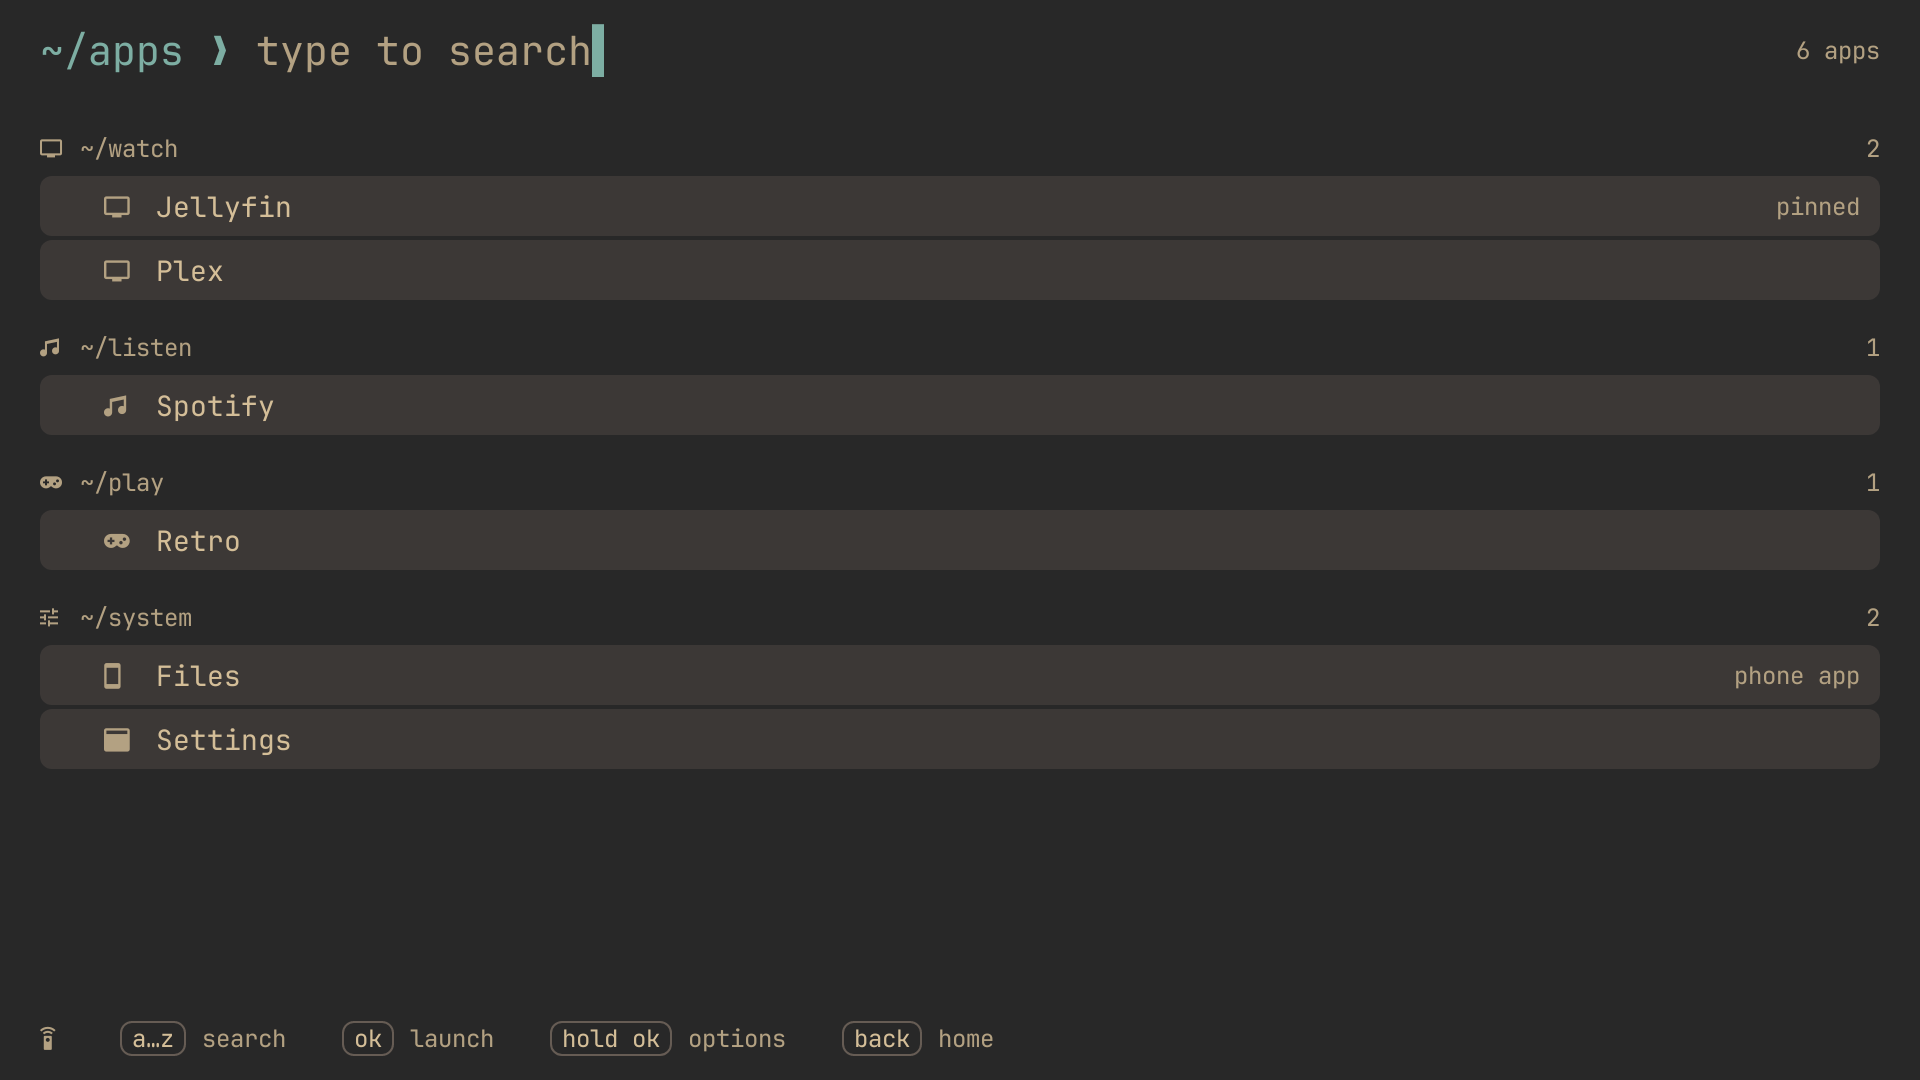 ~/apps ❯ type to search
6 apps
~/watch 2
Jellyfin pinned
Plex
~/listen 1
Spotify
~/play 1
Retro
~/system 2
Files phone app
Settings
a…z search ok launch hold ok options back home